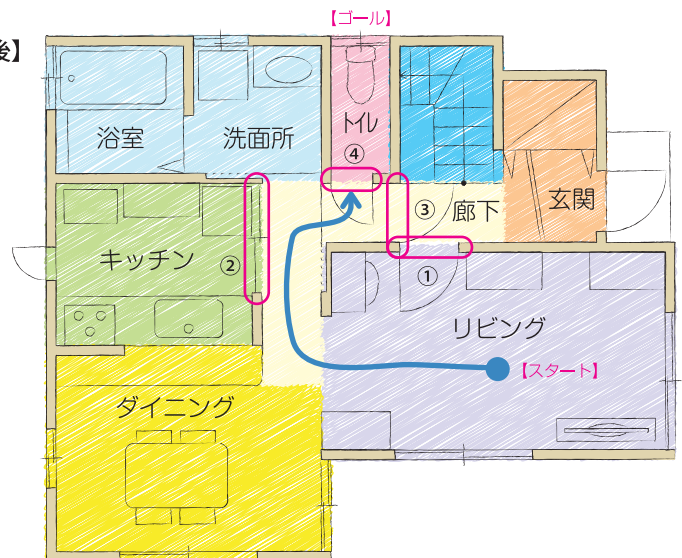 【ゴール】
後】
浴室
洗面所
トイレ
④
③
廊下
玄関
キッチン
②
①
リビング
【スタート】
ダイニング